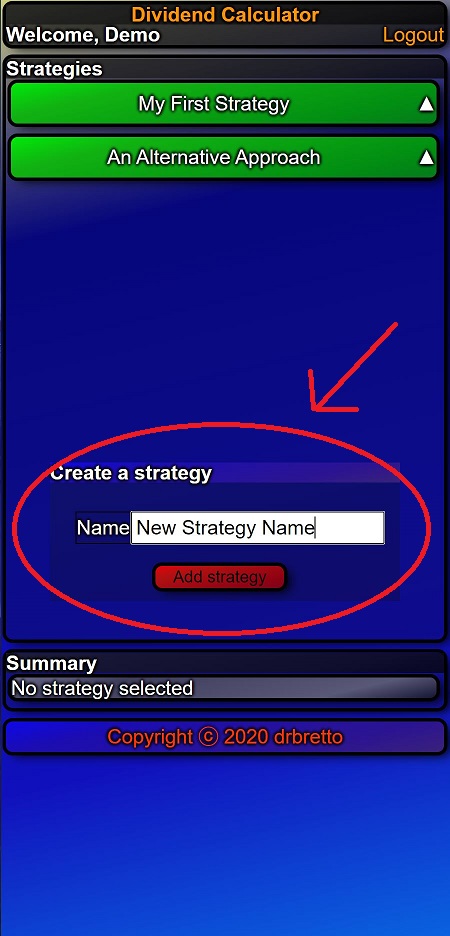 Dividend Calculator
Welcome, Demo
Logout
Strategies
My First Strategy ▲
An Alternative Approach ▲
Create a strategy
Name New Strategy Name
Add strategy
Summary
No strategy selected
Copyright ⓒ 2020 drbretto